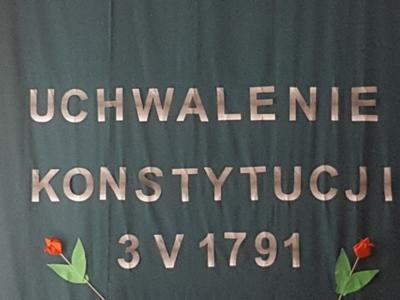 UCHWALENIE
KONSTYTUCJI
3 V 1791